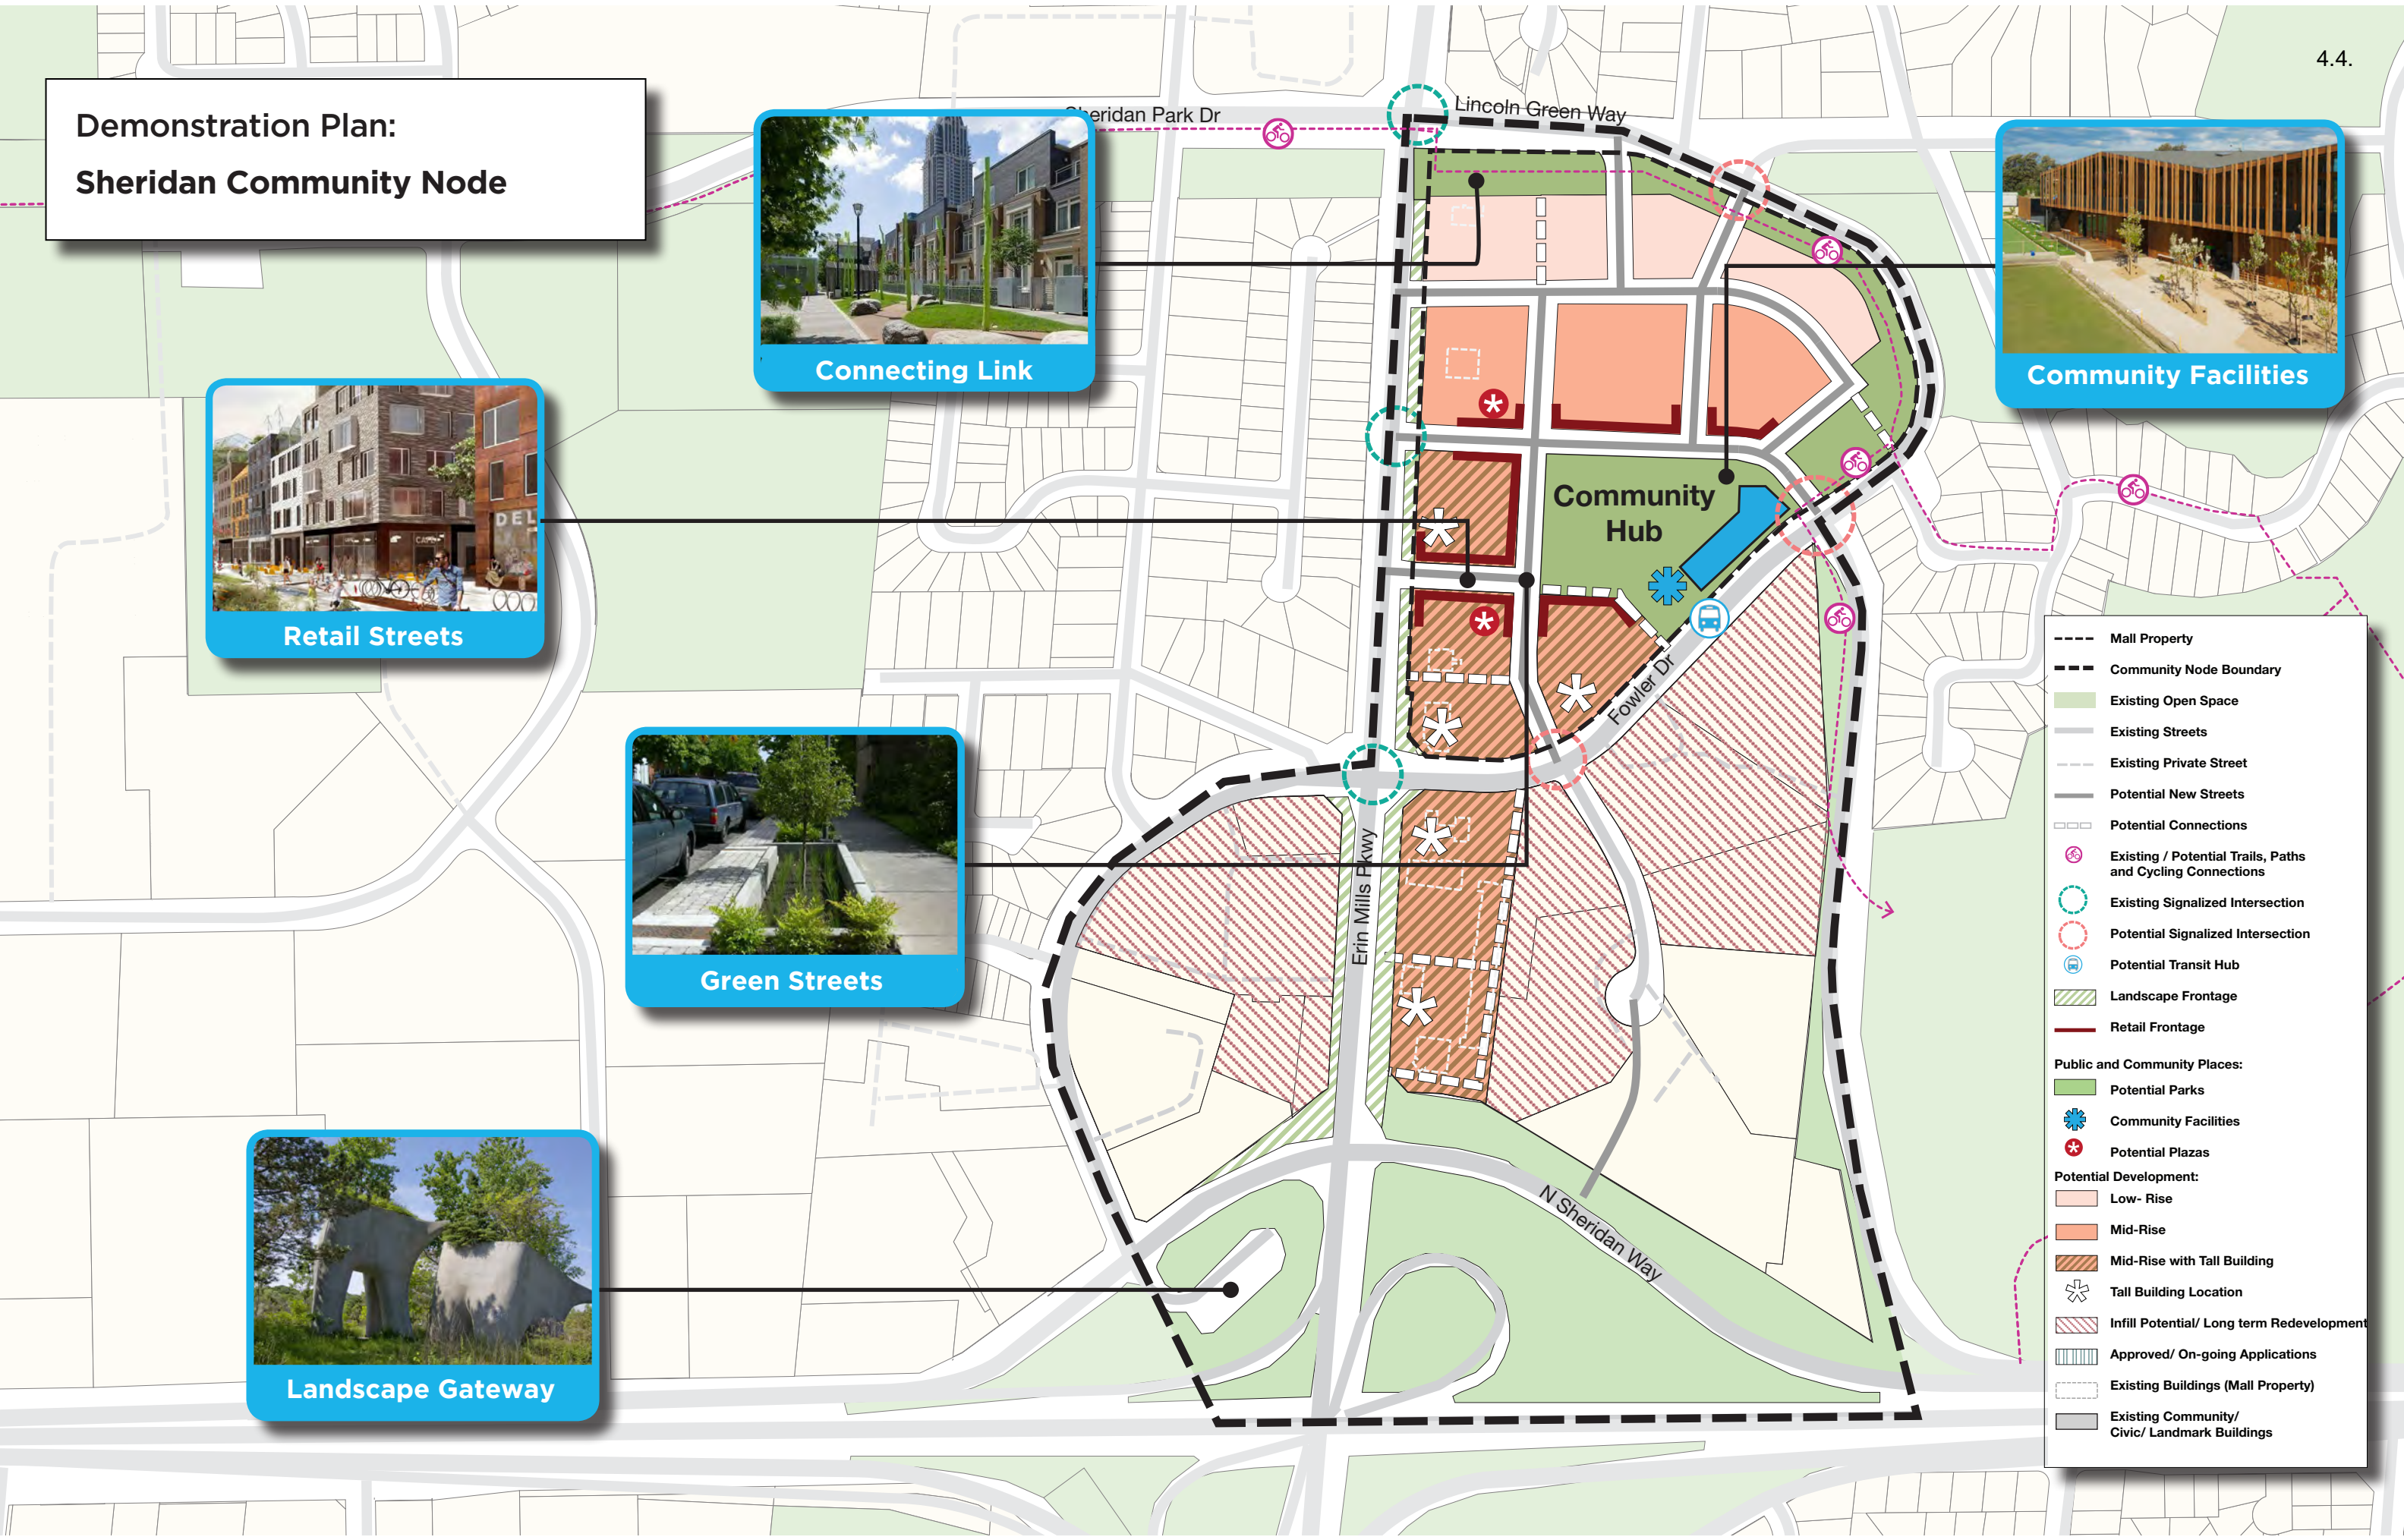 4.4.
Demonstration Plan:
Sheridan Community Node
Sheridan Park Dr
Lincoln Green Way
Connecting Link
Community Facilities
Retail Streets
DEL
CAFE
Community
Hub
Fowler Dr
Green Streets
Erin Mills Pkwy
N Sheridan Way
Landscape Gateway
Mall Property
Community Node Boundary
Existing Open Space
Existing Streets
Existing Private Street
Potential New Streets
Potential Connections
Existing / Potential Trails, Paths
and Cycling Connections
Existing Signalized Intersection
Potential Signalized Intersection
Potential Transit Hub
Landscape Frontage
Retail Frontage
Public and Community Places:
Potential Parks
Community Facilities
Potential Plazas
Potential Development:
Low- Rise
Mid-Rise
Mid-Rise with Tall Building
Tall Building Location
Infill Potential/ Long term Redevelopment
Approved/ On-going Applications
Existing Buildings (Mall Property)
Existing Community/
Civic/ Landmark Buildings